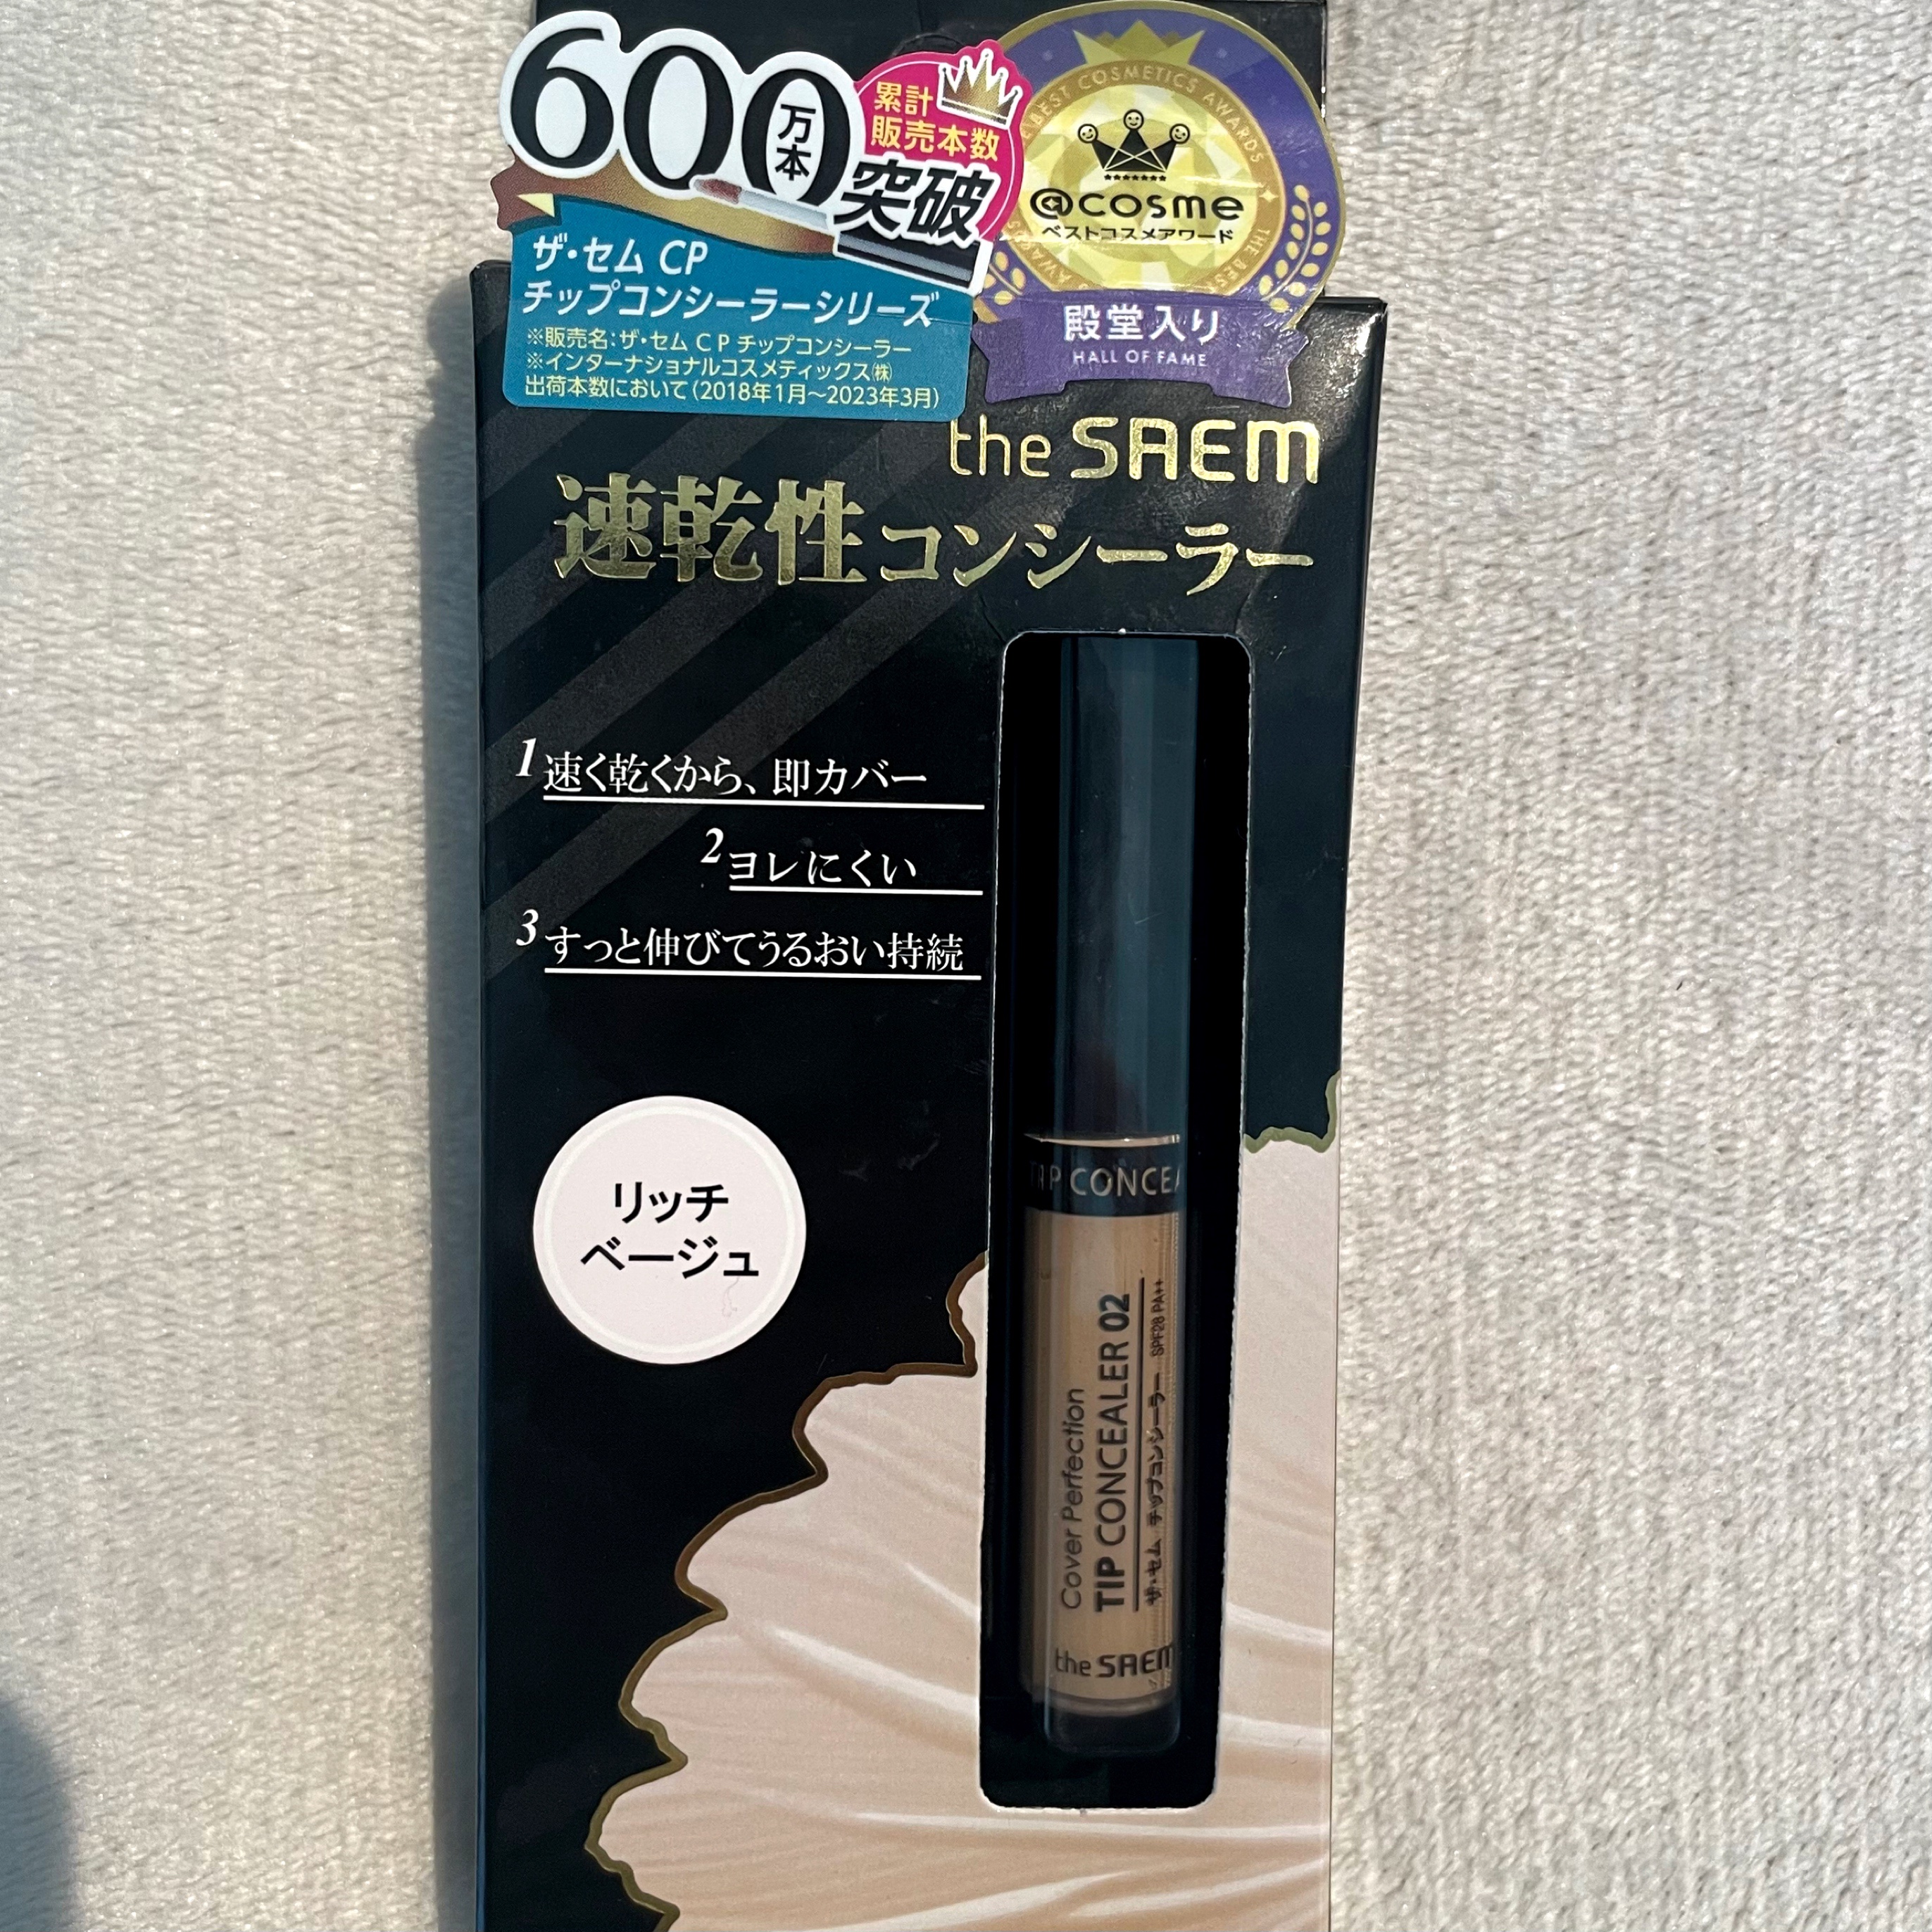 600万本
累計
販売本数
突破
ザ・セム CP
チップコンシーラーシリーズ
※販売名：ザ・セム CP チップコンシーラー
※インターナショナルコスメティックス㈱
出荷本数において（2018年1月〜2023年3月）
BEST COSMETICS AWARDS
@cosme
ベストコスメアワード
殿堂入り
HALL OF FAME
the SAEM
速乾性コンシーラー
1 速く乾くから、即カバー
2 ヨレにくい
3 すっと伸びてうるおい持続
リッチ
ベージュ
TIP CONCEA
Cover Perfection
TIP CONCEALER 02
ザ・セム チップコンシーラー SPF28 PA++
the SAEM